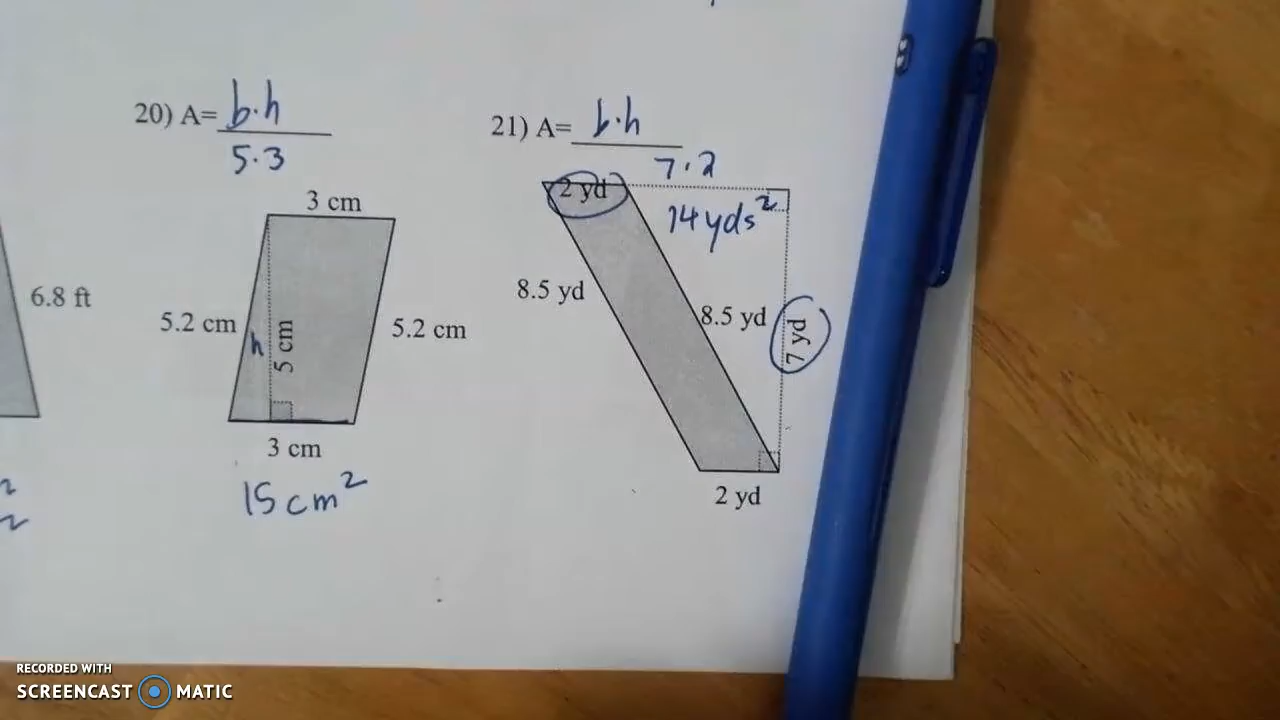 20) A= b·h
5·3
3 cm
5.2 cm
h
5 cm
5.2 cm
3 cm
15 cm²
6.8 ft
2
21) A= b·h
7·2
2 yd
14 yds²
8.5 yd
8.5 yd
7 yd
2 yd
RECORDED WITH
SCREENCAST MATIC